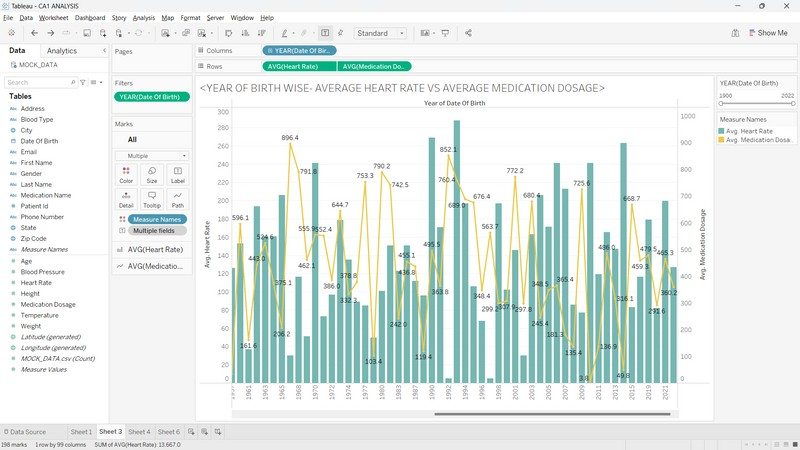 Tableau - CA1 ANALYSIS
File Data Worksheet Dashboard Story Analysis Map Format Server Window Help
Standard
Show Me
Data Analytics
MOCK_DATA
Search
Tables
Address
Blood Type
City
Date Of Birth
Email
First Name
Gender
Last Name
Medication Name
Patient Id
Phone Number
State
Zip Code
Measure Names
Age
Blood Pressure
Heart Rate
Height
Medication Dosage
Temperature
Weight
Latitude (generated)
Longitude (generated)
MOCK_DATA.csv (Count)
Measure Values
Pages
Filters
YEAR(Date Of Birth)
Marks
All
Multiple
Color Size Label
Detail Tooltip Path
Measure Names
Multiple fields
AVG(Heart Rate)
AVG(Medicatio...
Columns YEAR(Date Of Bir..
Rows AVG(Heart Rate) AVG(Medication Do..
<YEAR OF BIRTH WISE- AVERAGE HEART RATE VS AVERAGE MEDICATION DOSAGE>
Year of Date Of Birth
Avg. Heart Rate
300
280
260
240
220
200
180
160
140
120
100
80
60
40
20
0
596.1
161.6
443.0
524.6
375.1
206.2
896.4
791.8
462.1
555.9
552.4
386.0
644.7
332.3
378.8
753.3
103.4
790.2
742.5
242.0
436.8
455.1
119.4
495.5
363.8
760.4
852.1
689.0
676.4
348.4
563.7
299.2
307.9
772.2
297.8
680.4
245.4
348.5
181.3
365.4
135.4
725.6
3.8
136.9
486.0
316.1
49.8
668.7
459.3
479.5
291.6
465.3
360.2
1000
900
800
700
600
500
400
300
200
100
0
Avg. Medication Dosage
1961 1963 1965 1968 1970 1972 1974 1977 1980 1982 1985 1987 1990 1992 1994 1996 1998 2001 2003 2005 2007 2009 2011 2013 2015 2017 2019 2021
YEAR(Date Of Birth)
1900 2022
Measure Names
Avg. Heart Rate
Avg. Medication Dosa...
Data Source Sheet 1 Sheet 3 Sheet 4 Sheet 6
198 marks 1 row by 99 columns SUM of AVG(Heart Rate): 13,667.0